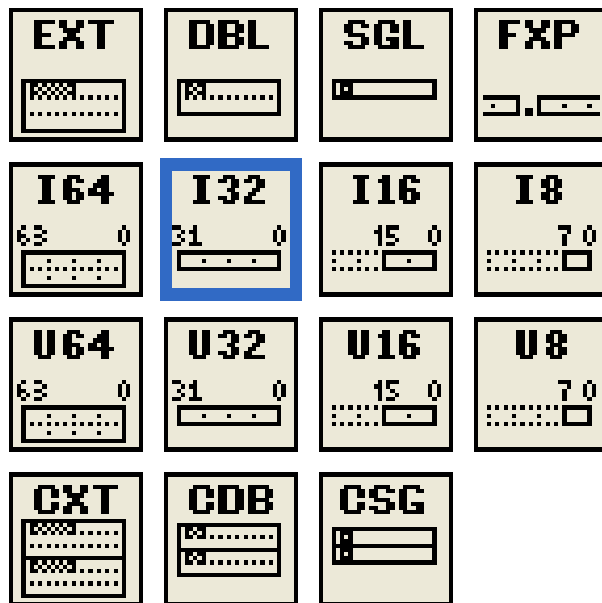 EXT DBL SGL FXP
I64 I32 I16 I8
63 0 31 0 15 0 7 0
U64 U32 U16 U8
63 0 31 0 15 0 7 0
CXT CDB CSG